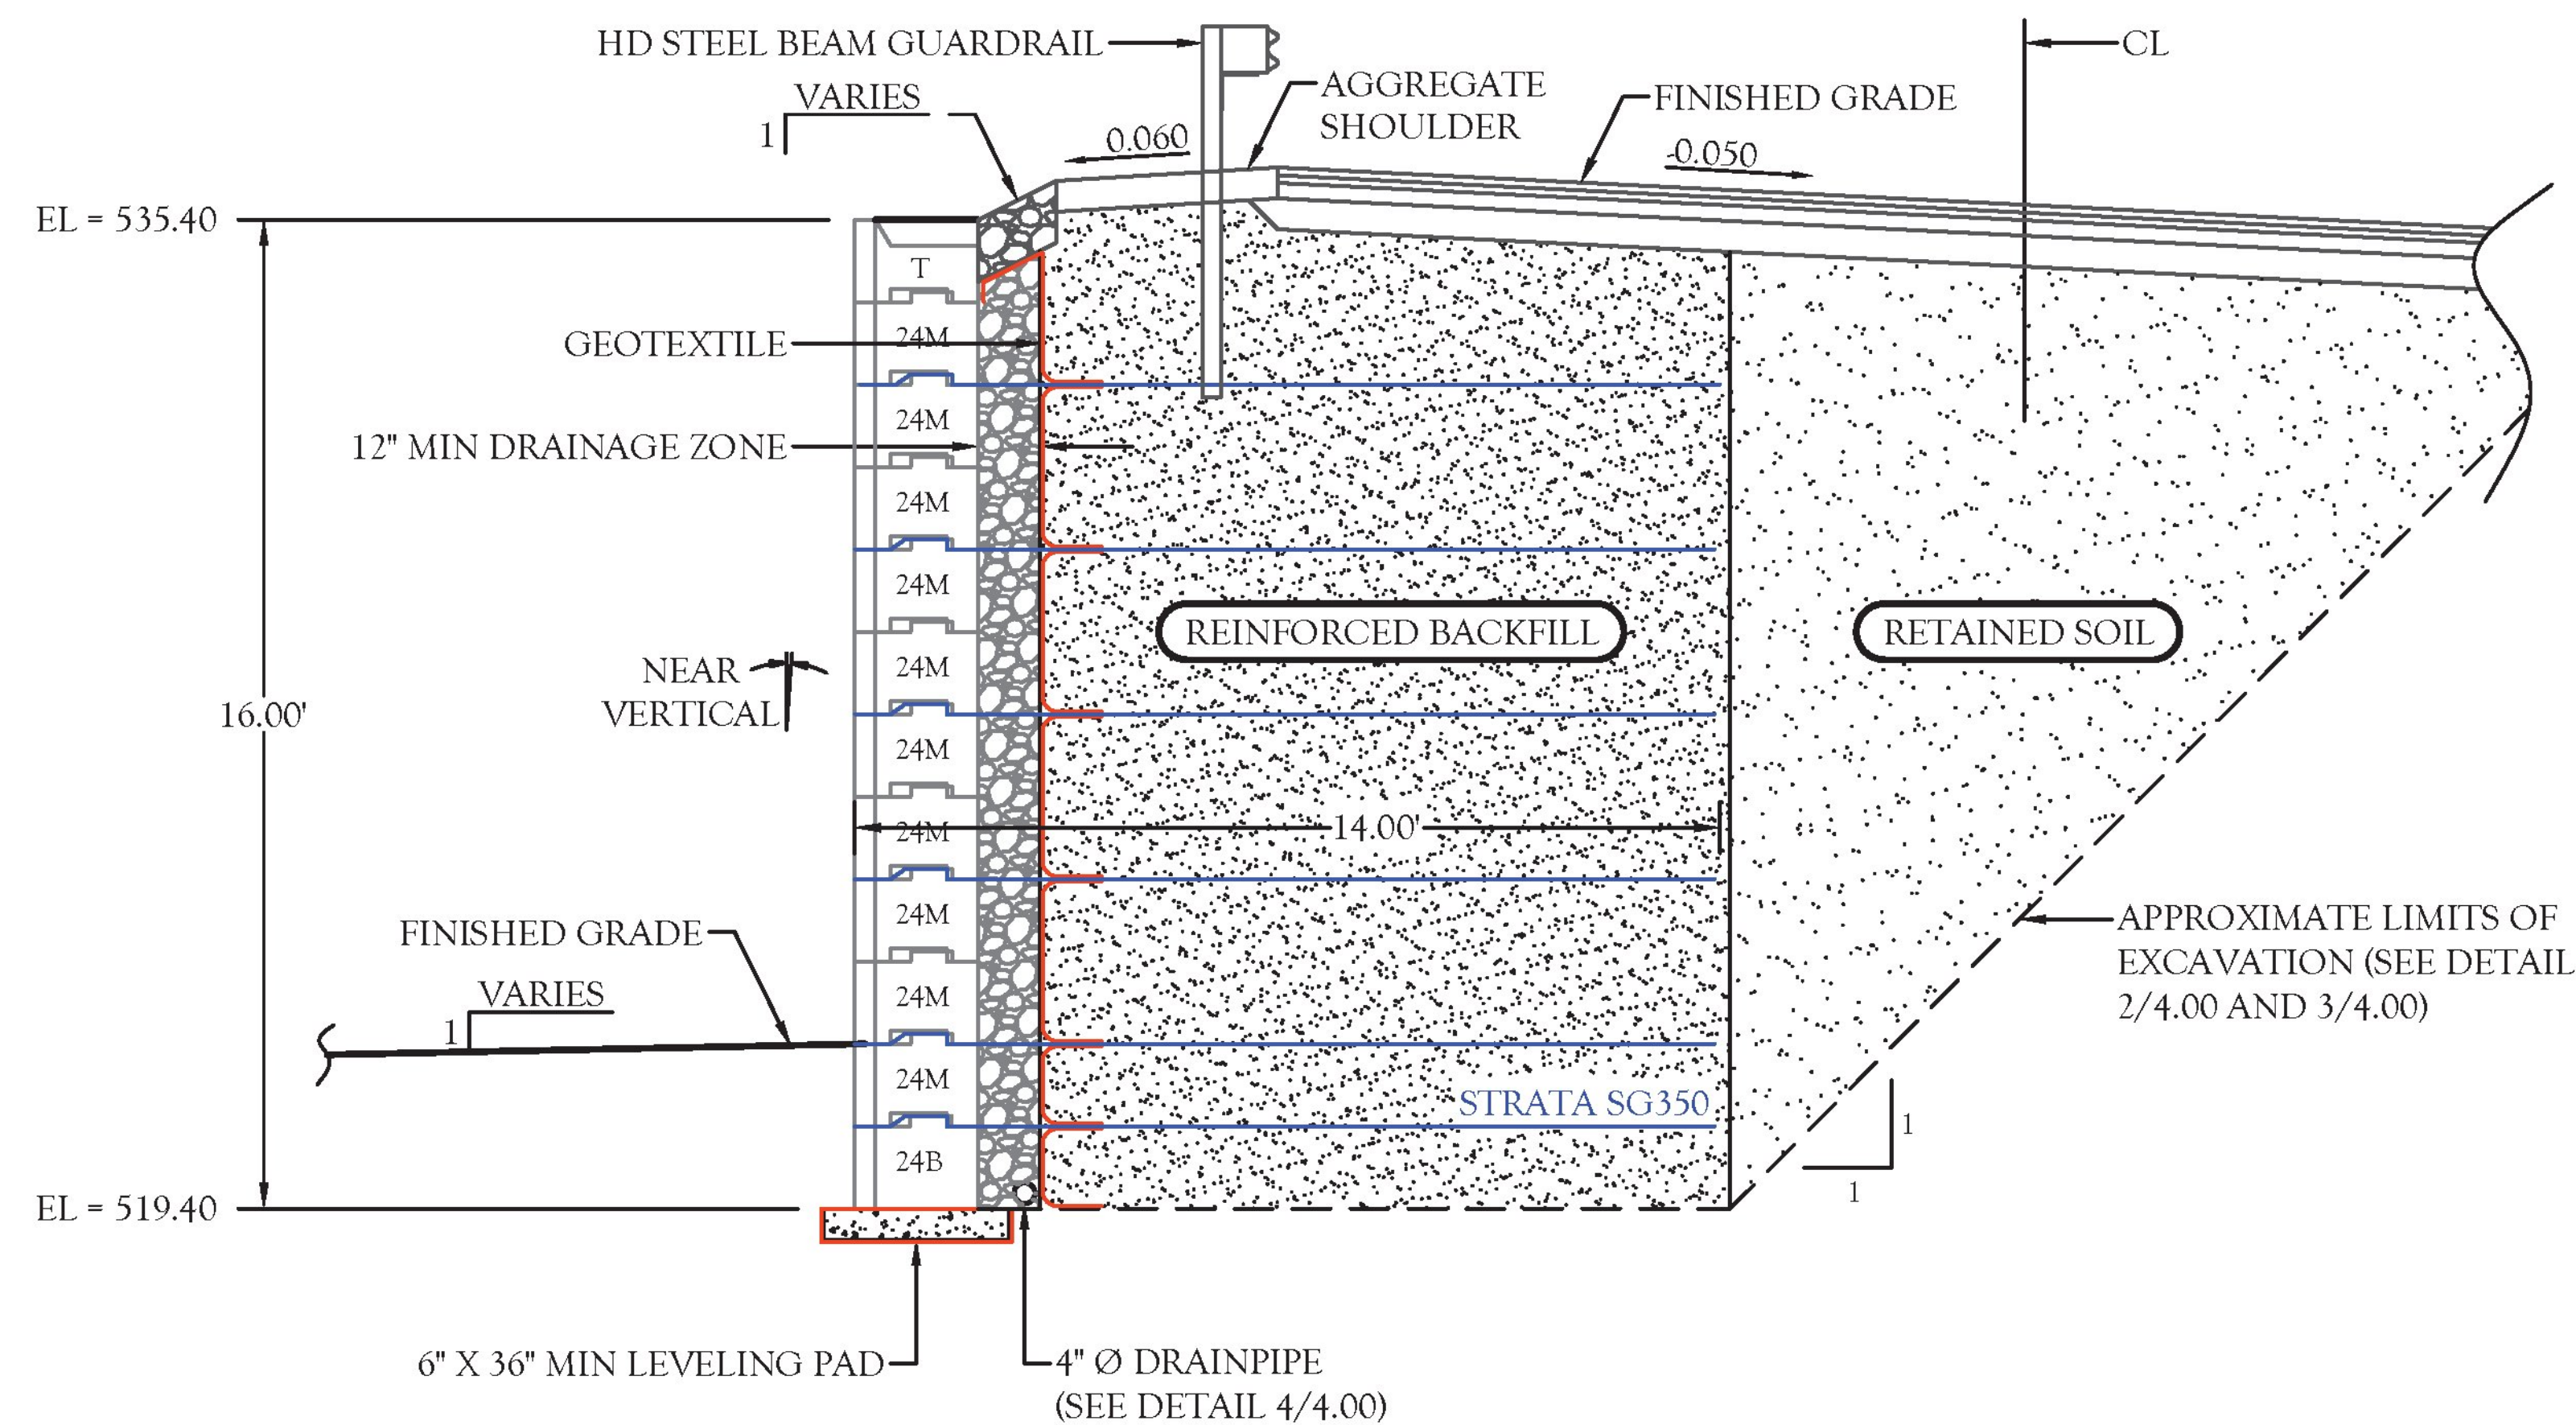 HD STEEL BEAM GUARDRAIL
CL
VARIES
1
AGGREGATE
SHOULDER
FINISHED GRADE
0.060
-0.050
EL = 535.40
T
GEOTEXTILE
24M
24M
12" MIN DRAINAGE ZONE
24M
24M
REINFORCED BACKFILL
RETAINED SOIL
NEAR
VERTICAL
24M
16.00'
24M
24M
14.00'
FINISHED GRADE
24M
APPROXIMATE LIMITS OF
EXCAVATION (SEE DETAIL
2/4.00 AND 3/4.00)
VARIES
1
24M
24M
STRATA SG350
1
1
24B
EL = 519.40
6" X 36" MIN LEVELING PAD
4" Ø DRAINPIPE
(SEE DETAIL 4/4.00)